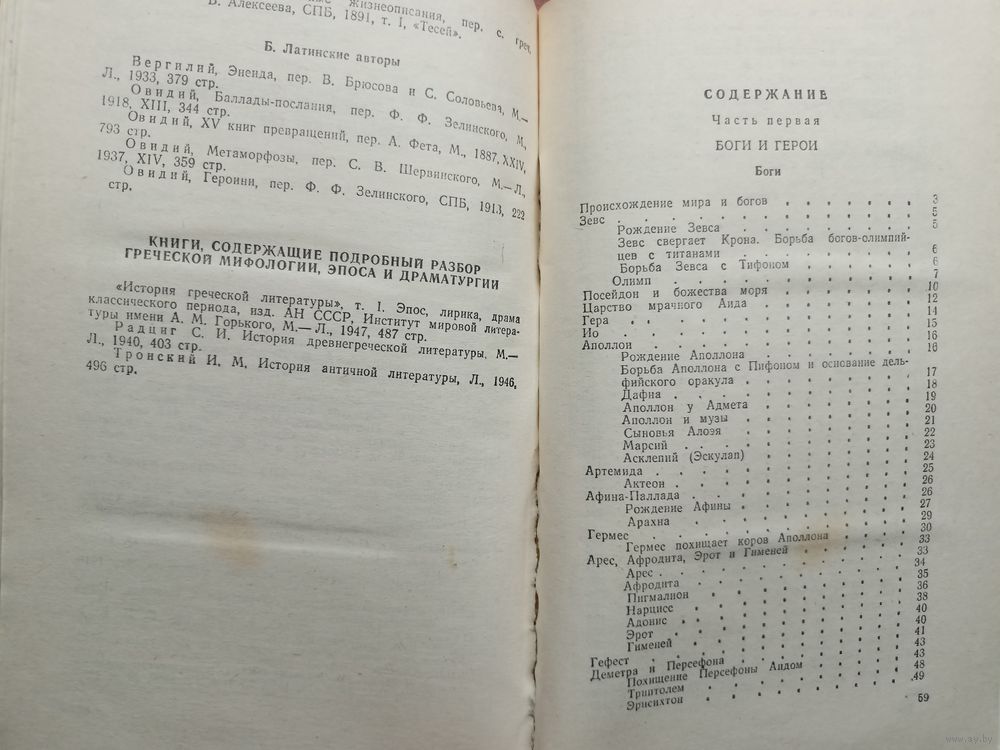 жизнеописания, пер. с. греч.
В. Алексеева, СПБ, 1891, т. I, «Тесей».
Б. Латинские авторы
Вергилий, Энеида, пер. В. Брюсова и С. Соловьева, М.—
Л., 1933, 379 стр.
Овидий, Баллады-послания, пер. Ф. Ф. Зелинского, М.,
1918, XIII, 344 стр.
Овидий, XV книг превращений, пер. А. Фета, М., 1887, XXIV,
793 стр.
Овидий, Метаморфозы, пер. С. В. Шервинского, М.—Л.,
1937, XIV, 359 стр.
Овидий, Героини, пер. Ф. Ф. Зелинского, СПБ, 1913, 222
стр.
КНИГИ, СОДЕРЖАЩИЕ ПОДРОБНЫЙ РАЗБОР
ГРЕЧЕСКОЙ МИФОЛОГИИ, ЭПОСА И ДРАМАТУРГИИ
«История греческой литературы», т. I. Эпос, лирика, драма
классического периода, изд. АН СССР, Институт мировой литера-
туры имени А. М. Горького, М.—Л., 1947, 487 стр.
Радциг С. И. История древнегреческой литературы. М.—
Л., 1940, 403 стр.
Тронский И. М. История античной литературы, Л., 1946,
496 стр.
СОДЕРЖАНИЕ
Часть первая
БОГИ И ГЕРОИ
Боги
Происхождение мира и богов 3
Зевс 5
Рождение Зевса 5
Зевс свергает Крона. Борьба богов-олимпий-
цев с титанами 6
Борьба Зевса с Тифоном 6
Олимп 7
Посейдон и божества моря 10
Царство мрачного Аида 12
Гера 14
Ио 15
Аполлон 16
Рождение Аполлона 16
Борьба Аполлона с Пифоном и основание дель-
фийского оракула 17
Дафна 18
Аполлон у Адмета 19
Аполлон и музы 20
Сыновья Алоэя 21
Марсий 22
Асклепий (Эскулап) 23
Артемида 24
Актеон 25
Афина-Паллада 26
Рождение Афины 26
Арахна 27
Гермес 29
Гермес похищает коров Аполлона 30
Арес, Афродита, Эрот и Гименей 33
Арес 33
Афродита 34
Пигмалион 35
Нарцисс 36
Адонис 38
Эрот 40
Гименей 40
Гефест 41
Деметра и Персефона 43
Похищение Персефоны Аидом 43
Триптолем 48
Эрисихтон 49
59
www.ay.by